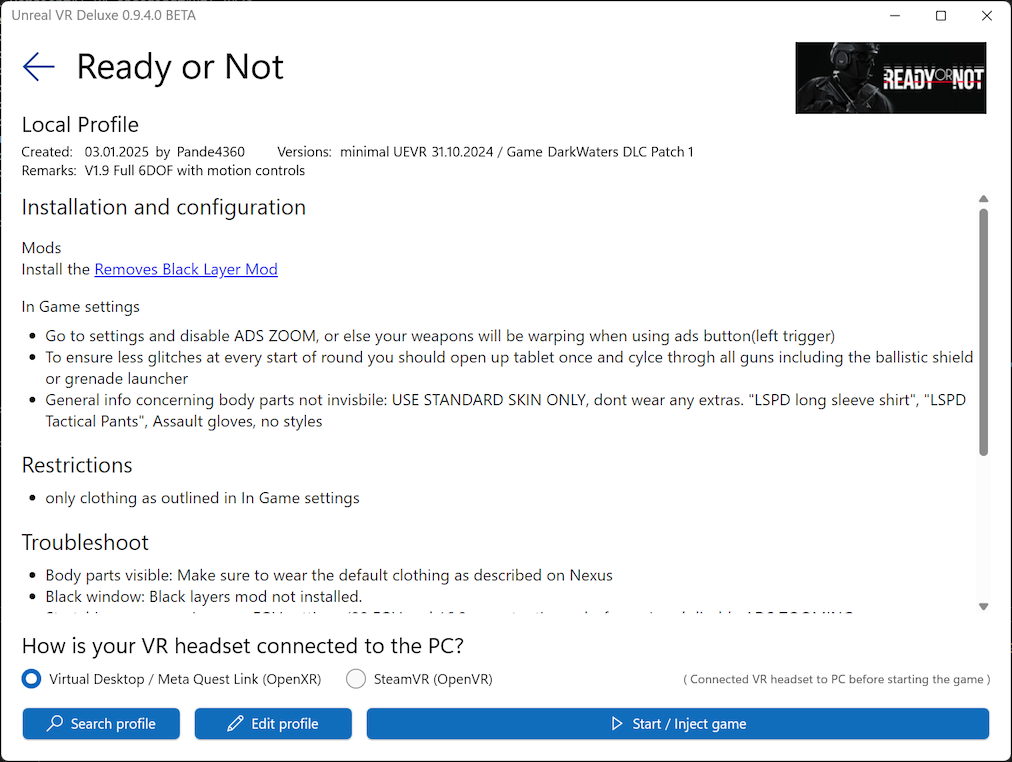 Unreal VR Deluxe 0.9.4.0 BETA
Ready or Not
READY OR NOT
Local Profile
Created: 03.01.2025 by Pande4360 Versions: minimal UEVR 31.10.2024 / Game DarkWaters DLC Patch 1
Remarks: V1.9 Full 6DOF with motion controls
Installation and configuration
Mods
Install the Removes Black Layer Mod
In Game settings
• Go to settings and disable ADS ZOOM, or else your weapons will be warping when using ads button(left trigger)
• To ensure less glitches at every start of round you should open up tablet once and cylce throgh all guns including the ballistic shield
or grenade launcher
• General info concerning body parts not invisbile: USE STANDARD SKIN ONLY, dont wear any extras. "LSPD long sleeve shirt", "LSPD
Tactical Pants", Assault gloves, no styles
Restrictions
• only clothing as outlined in In Game settings
Troubleshoot
• Body parts visible: Make sure to wear the default clothing as described on Nexus
• Black window: Black layers mod not installed.
How is your VR headset connected to the PC?
Virtual Desktop / Meta Quest Link (OpenXR) SteamVR (OpenVR) ( Connected VR headset to PC before starting the game )
Search profile Edit profile Start / Inject game